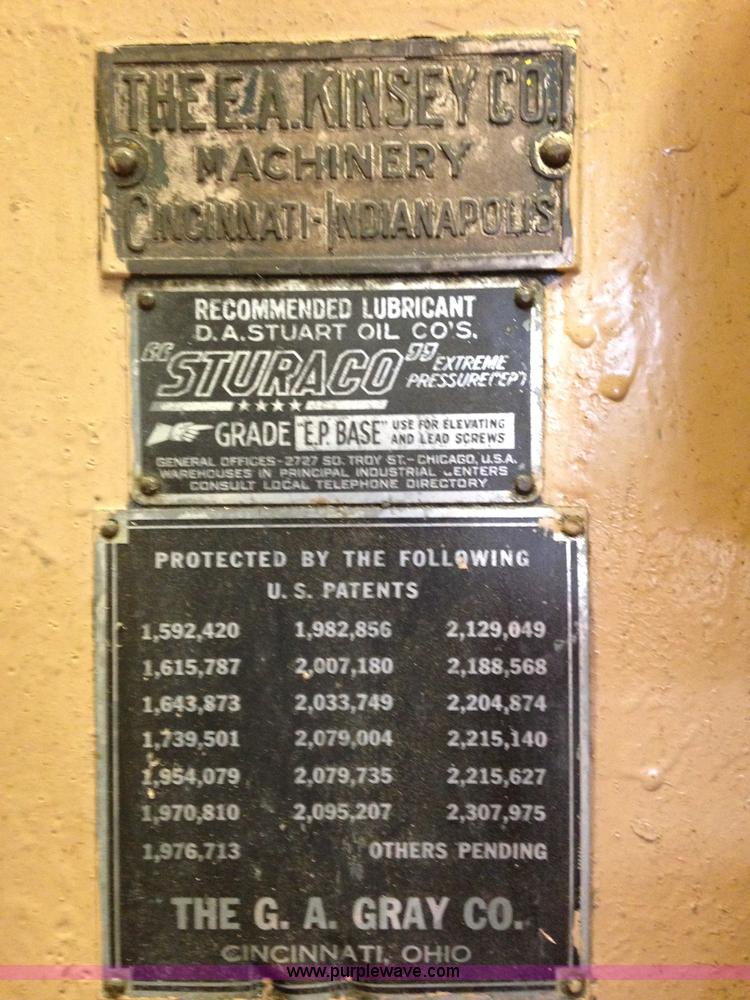 THE E.A. KINSEY CO.
MACHINERY
CINCINNATI-INDIANAPOLIS
RECOMMENDED LUBRICANT
D.A. STUART OIL CO'S.
"STURACO" EXTREME
PRESSURE("EP")
GRADE "E.P. BASE" USE FOR ELEVATING
AND LEAD SCREWS
GENERAL OFFICES-2727 SO. TROY ST.-CHICAGO, U.S.A.
WAREHOUSES IN PRINCIPAL INDUSTRIAL CENTERS
CONSULT LOCAL TELEPHONE DIRECTORY
PROTECTED BY THE FOLLOWING
U. S. PATENTS
1,592,420 1,982,856 2,129,049
1,615,787 2,007,180 2,188,568
1,643,873 2,033,749 2,204,874
1,739,501 2,079,004 2,215,140
1,954,079 2,079,735 2,215,627
1,970,810 2,095,207 2,307,975
1,976,713 OTHERS PENDING
THE G. A. GRAY CO.
CINCINNATI, OHIO
www.purplewave.com